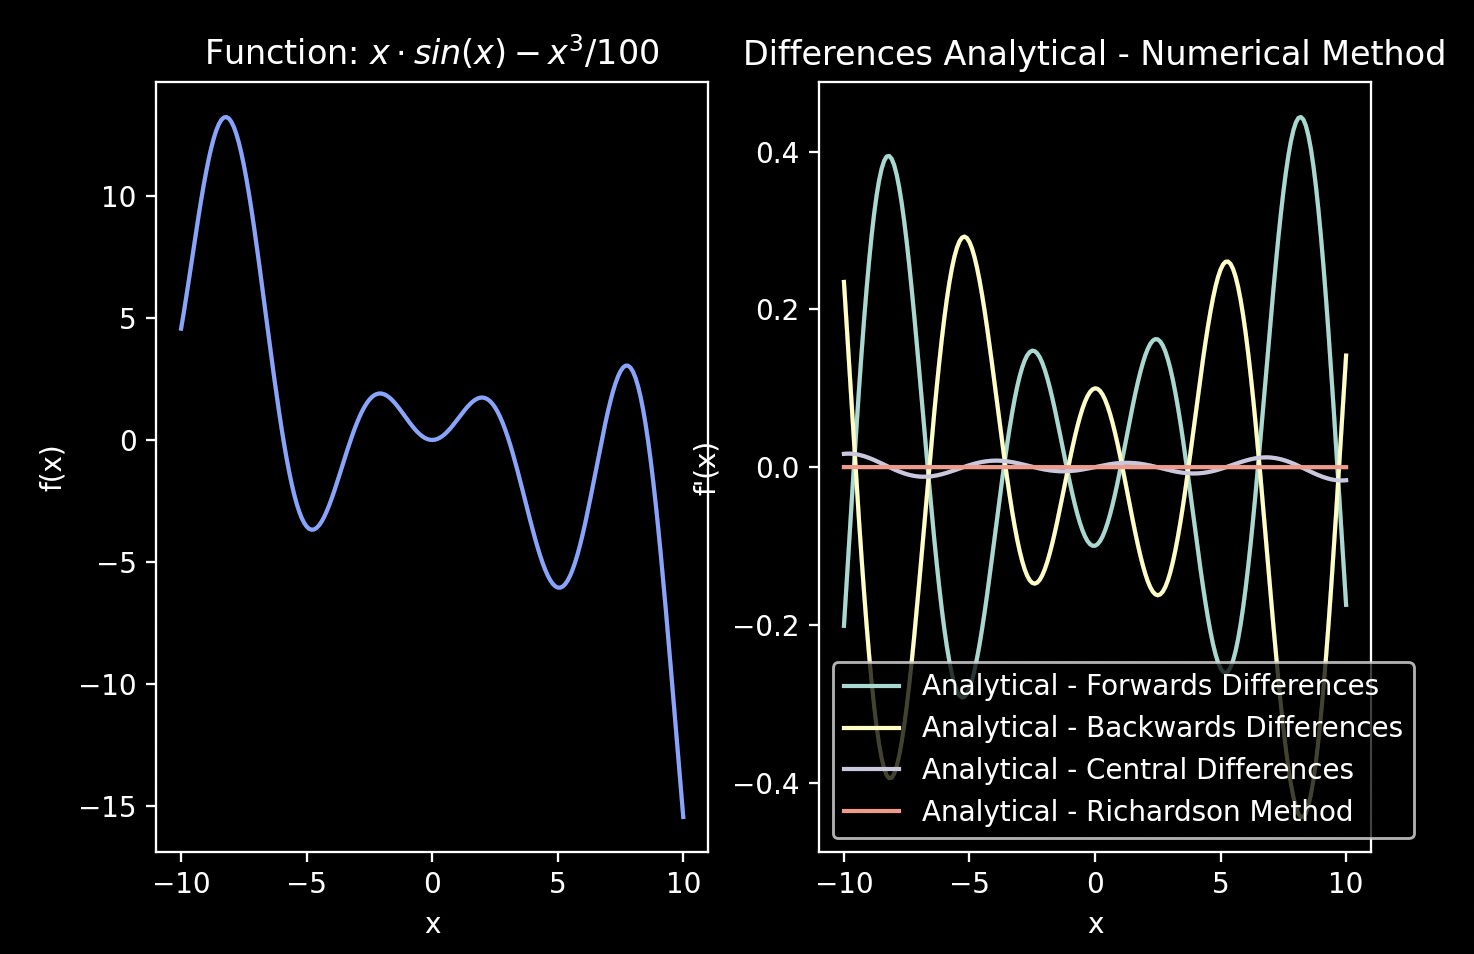 Function: x · sin(x) − x³/100
f(x)
10
5
0
−5
−10
−15
−10 −5 0 5 10
x
Differences Analytical - Numerical Method
f'(x)
0.4
0.2
0.0
−0.2
−0.4
Analytical - Forwards Differences
Analytical - Backwards Differences
Analytical - Central Differences
Analytical - Richardson Method
−10 −5 0 5 10
x